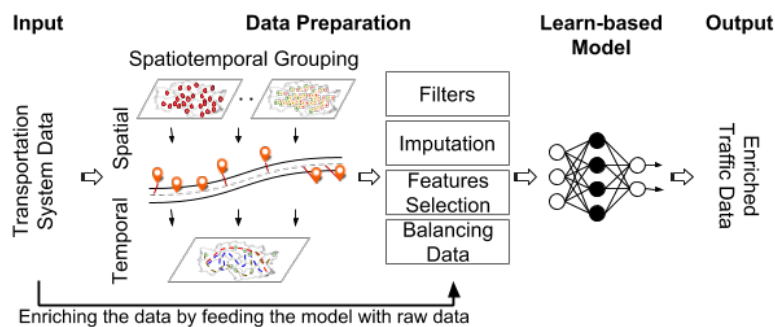 Input
Data Preparation
Learn-based
Model
Output
Spatiotemporal Grouping
Transportation
System Data
Spatial
Temporal
Filters
Imputation
Features
Selection
Balancing
Data
Enriched
Traffic Data
Enriching the data by feeding the model with raw data